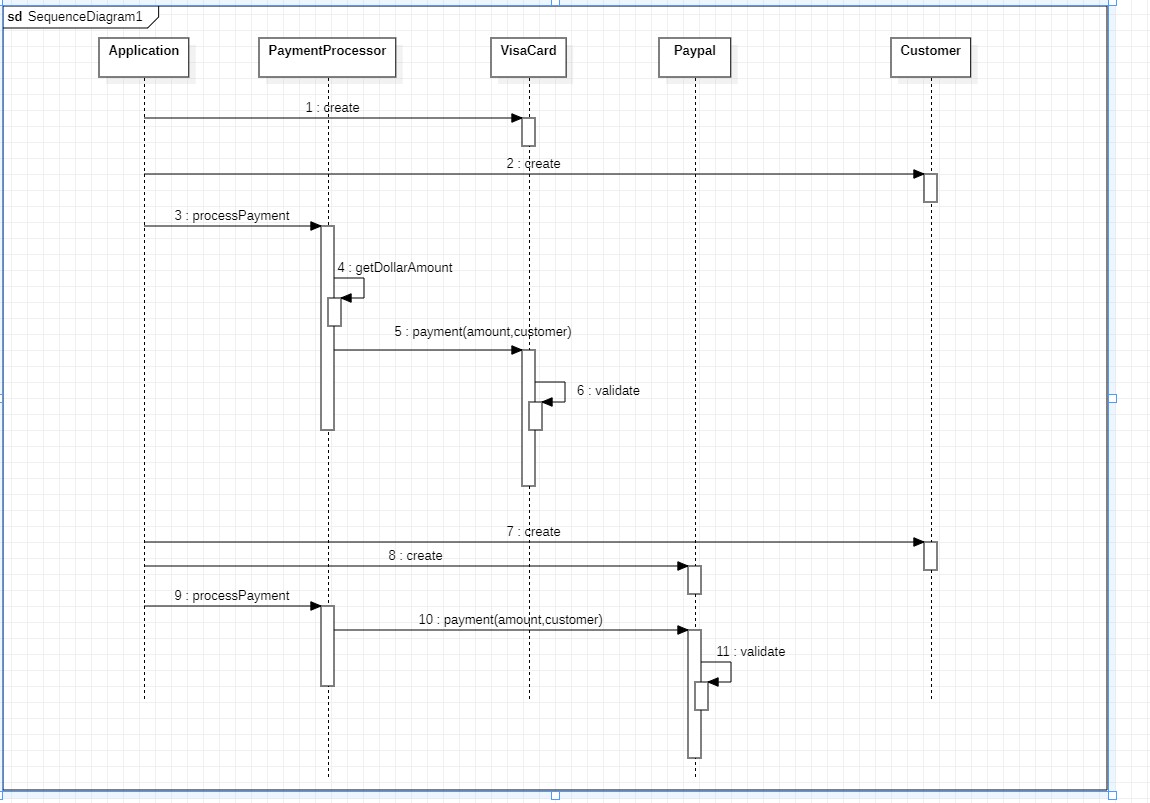 sd SequenceDiagram1
Application
PaymentProcessor
VisaCard
Paypal
Customer
1 : create
2 : create
3 : processPayment
4 : getDollarAmount
5 : payment(amount,customer)
6 : validate
7 : create
8 : create
9 : processPayment
10 : payment(amount,customer)
11 : validate